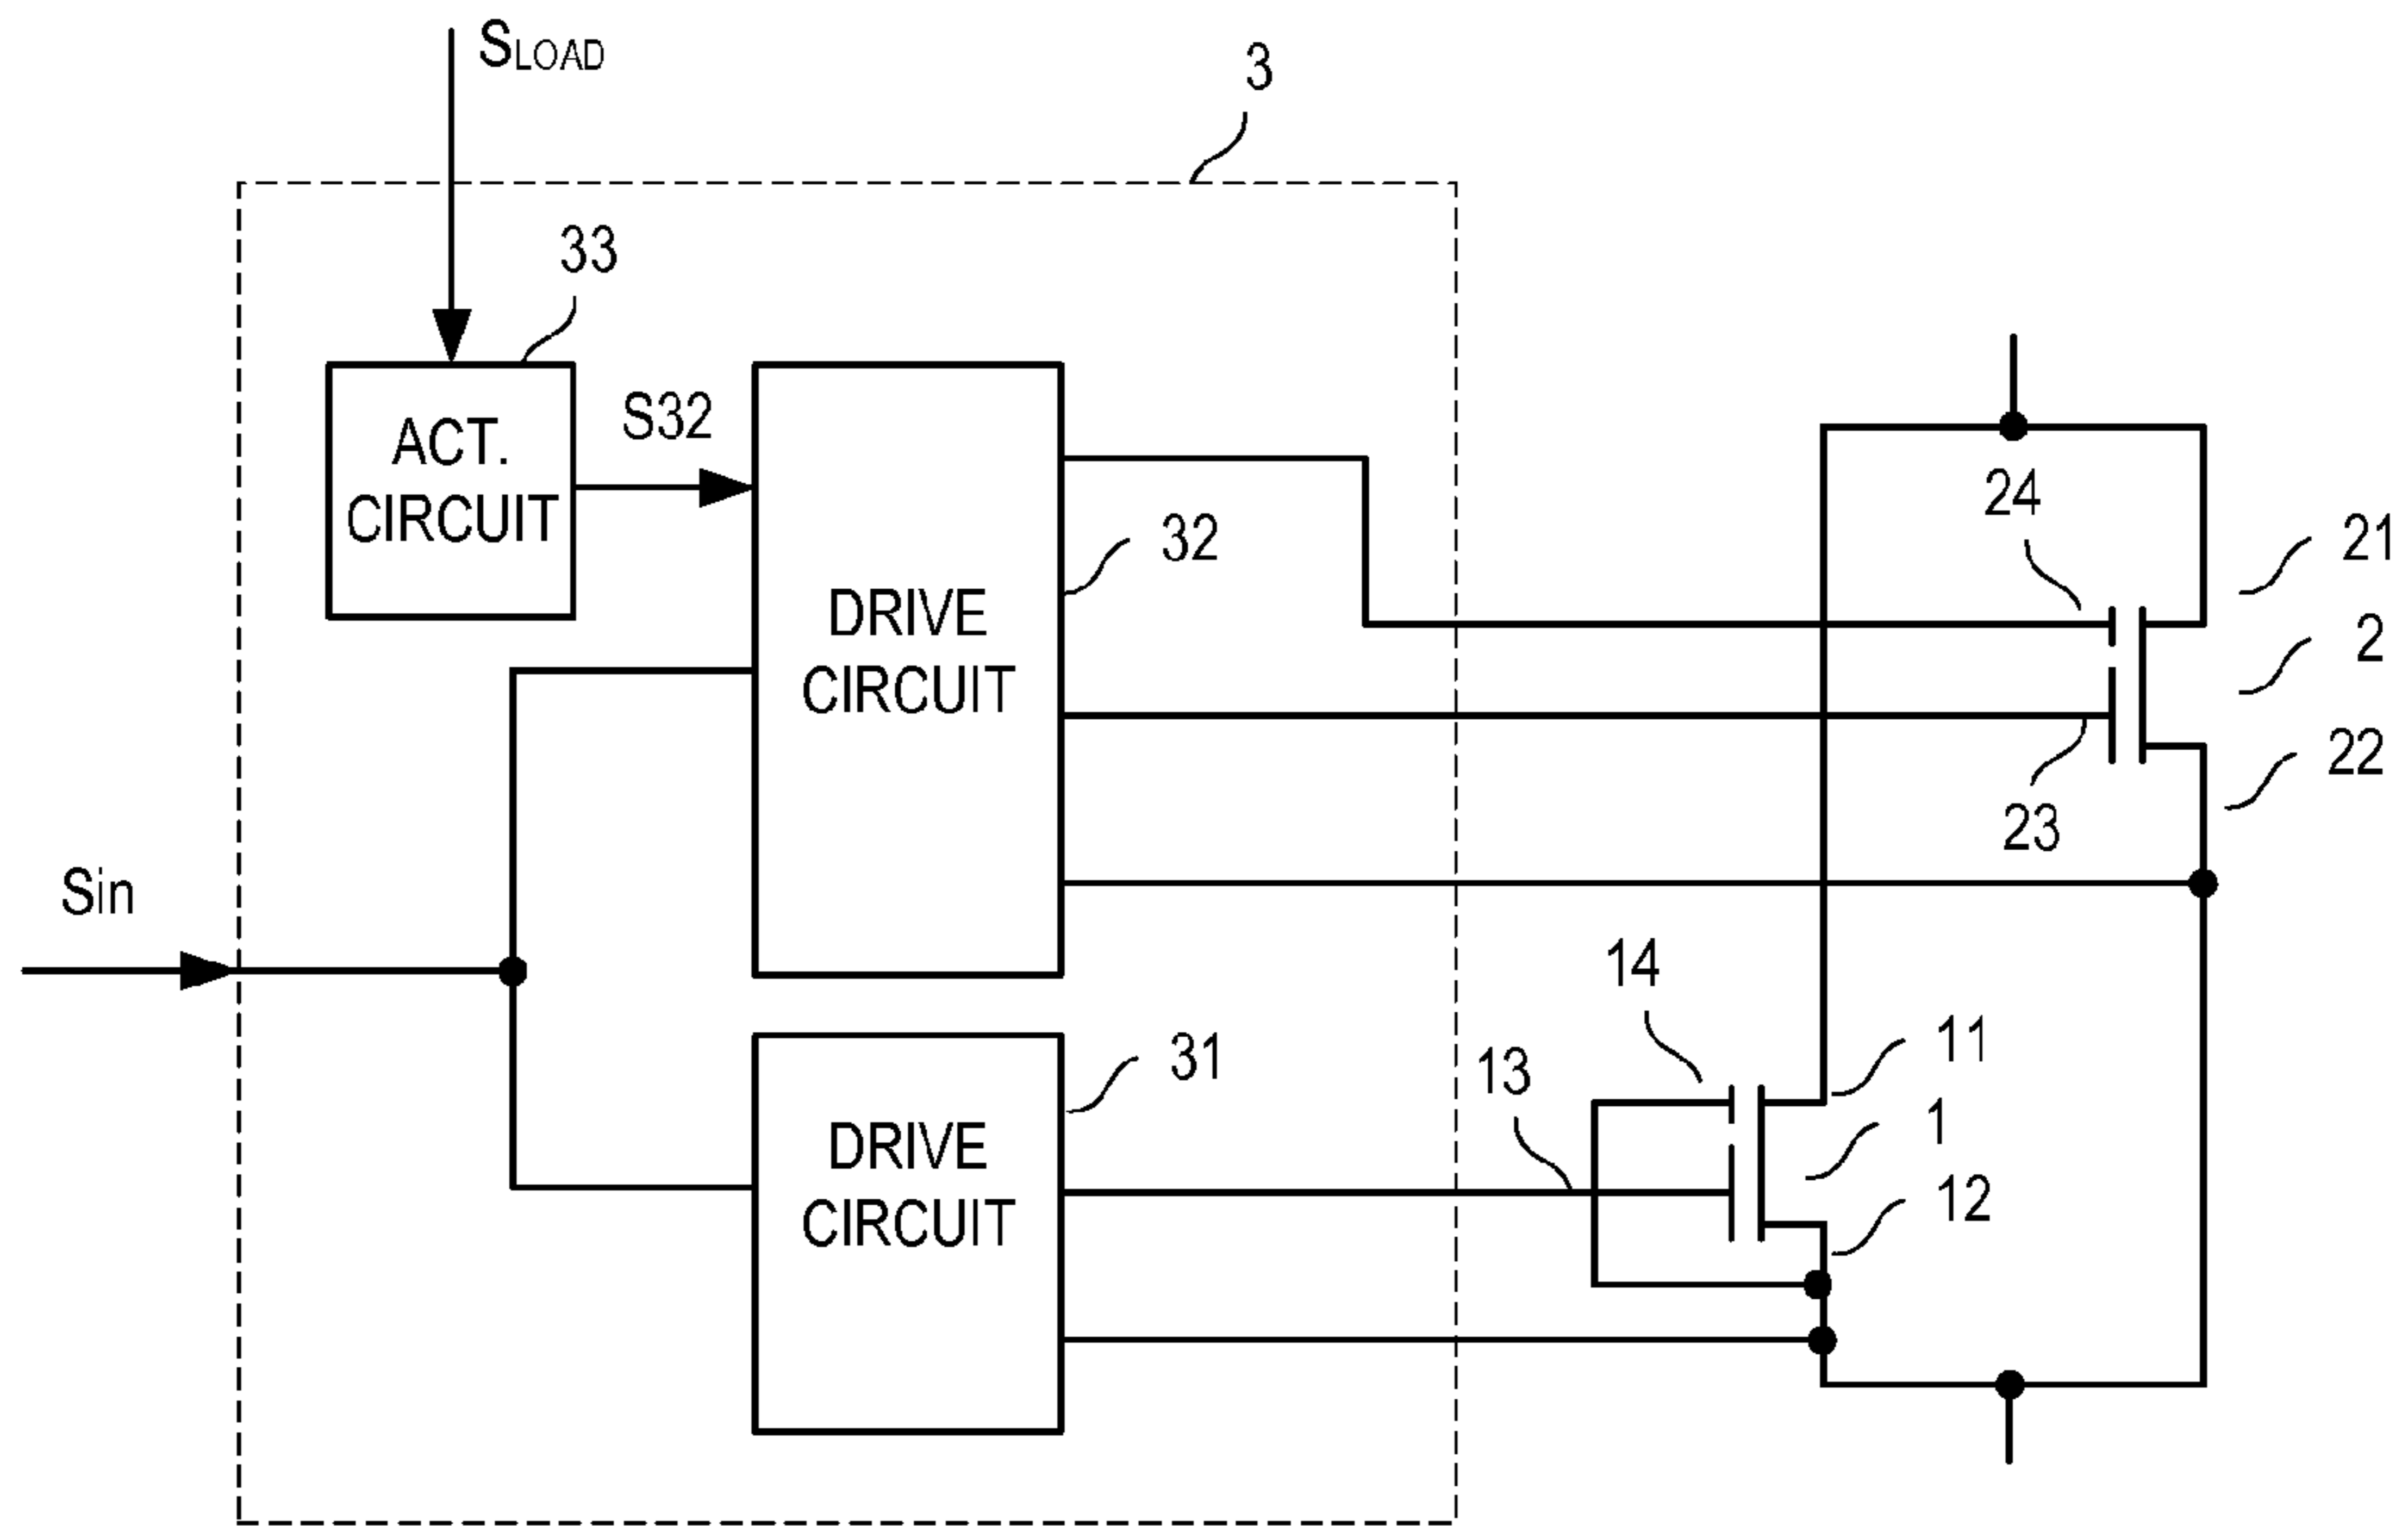 SLOAD
3
33
ACT.
CIRCUIT
S32
32
DRIVE
CIRCUIT
24
21
2
22
23
Sin
14
13
11
1
12
31
DRIVE
CIRCUIT